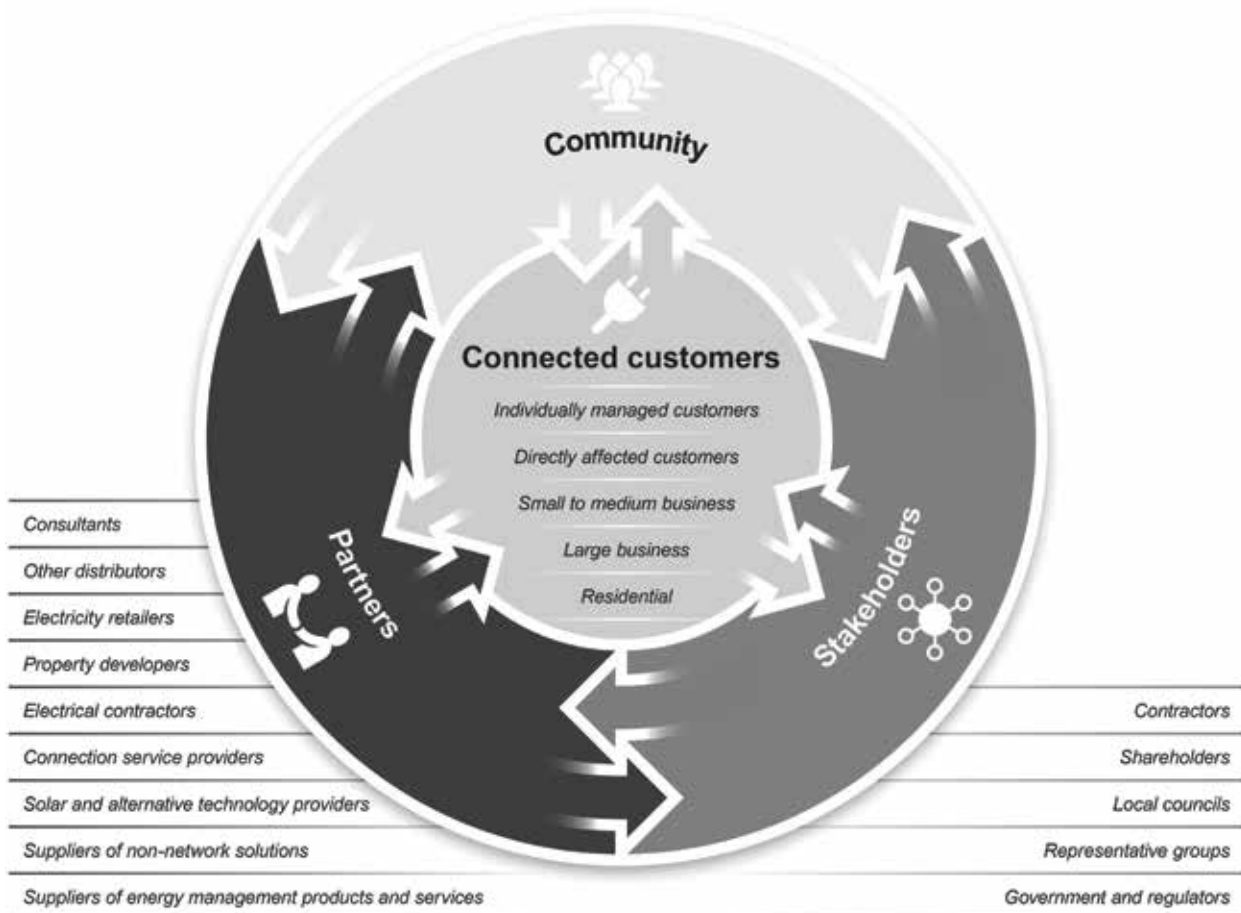 Community
Connected customers
Individually managed customers
Directly affected customers
Small to medium business
Large business
Residential
Partners
Consultants
Other distributors
Electricity retailers
Property developers
Electrical contractors
Connection service providers
Solar and alternative technology providers
Suppliers of non-network solutions
Suppliers of energy management products and services
Stakeholders
Contractors
Shareholders
Local councils
Representative groups
Government and regulators